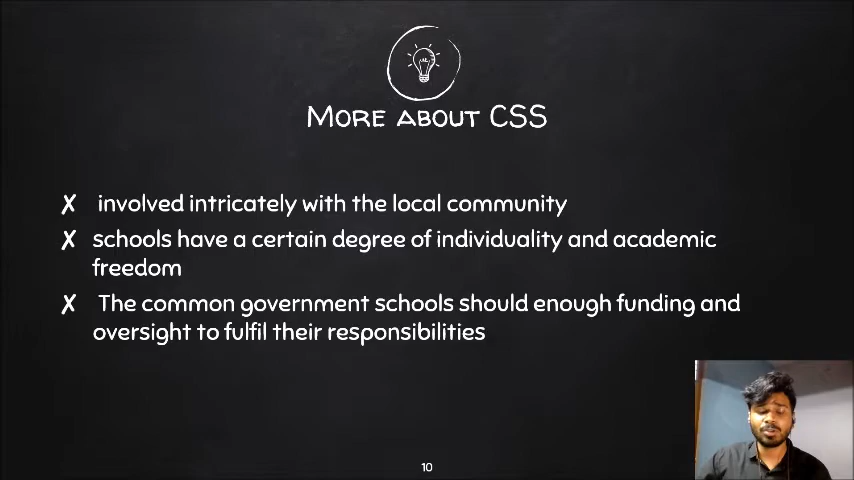 More about CSS
✗ involved intricately with the local community
✗ schools have a certain degree of individuality and academic
freedom
✗ The common government schools should enough funding and
oversight to fulfil their responsibilities
10